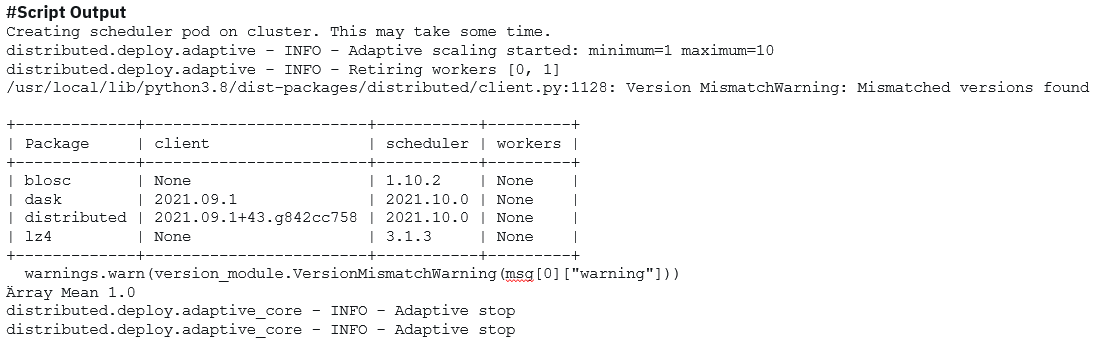 #Script Output
Creating scheduler pod on cluster. This may take some time.
distributed.deploy.adaptive - INFO - Adaptive scaling started: minimum=1 maximum=10
distributed.deploy.adaptive - INFO - Retiring workers [0, 1]
/usr/local/lib/python3.8/dist-packages/distributed/client.py:1128: Version MismatchWarning: Mismatched versions found

+-------------+------------------------+-----------+---------+
| Package     | client                 | scheduler | workers |
+-------------+------------------------+-----------+---------+
| blosc       | None                   | 1.10.2    | None    |
| dask        | 2021.09.1              | 2021.10.0 | None    |
| distributed | 2021.09.1+43.g842cc758 | 2021.10.0 | None    |
| lz4         | None                   | 3.1.3     | None    |
+-------------+------------------------+-----------+---------+
  warnings.warn(version_module.VersionMismatchWarning(msg[0]["warning"]))
Ärray Mean 1.0
distributed.deploy.adaptive_core - INFO - Adaptive stop
distributed.deploy.adaptive_core - INFO - Adaptive stop